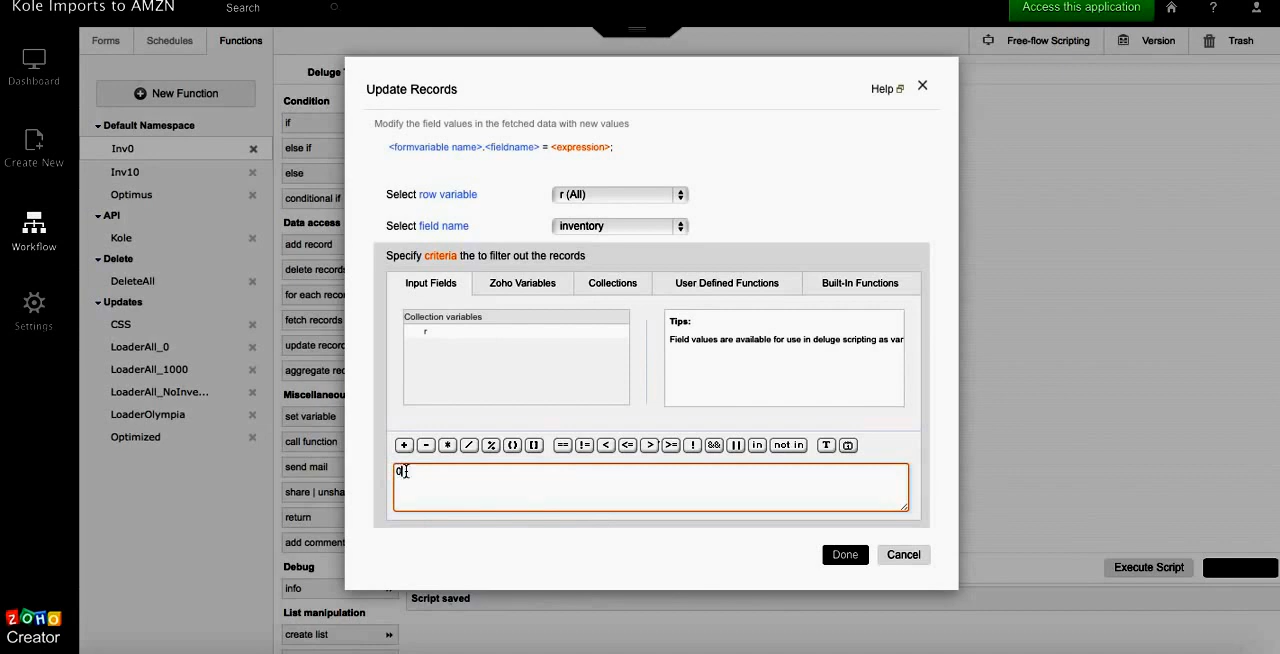 Kole Imports to AMZN
Search
Access this application
?
Forms
Schedules
Functions
Free-flow Scripting
Version
Trash
Dashboard
Create New
Workflow
Settings
ZOHO
Creator
New Function
Default Namespace
Inv0
Inv10
Optimus
API
Kole
Delete
DeleteAll
Updates
CSS
LoaderAll_0
LoaderAll_1000
LoaderAll_NoInve...
LoaderOlympia
Optimized
Deluge
Condition
if
else if
else
conditional if
Data access
add record
delete records
for each reco
fetch records
update record
aggregate rec
Miscellaneou
set variable
call function
send mail
share | unsha
return
add comment
Debug
info
List manipulation
create list
Update Records
Help
Modify the field values in the fetched data with new values
<formvariable name>.<fieldname> = <expression>;
Select row variable
r (All)
Select field name
inventory
Specify criteria the to filter out the records
Input Fields
Zoho Variables
Collections
User Defined Functions
Built-In Functions
Collection variables
r
Tips:
Field values are available for use in deluge scripting as var
+ - * / % () [] == != < <= > >= ! && || in not in T
0
Done
Cancel
Execute Script
Script saved